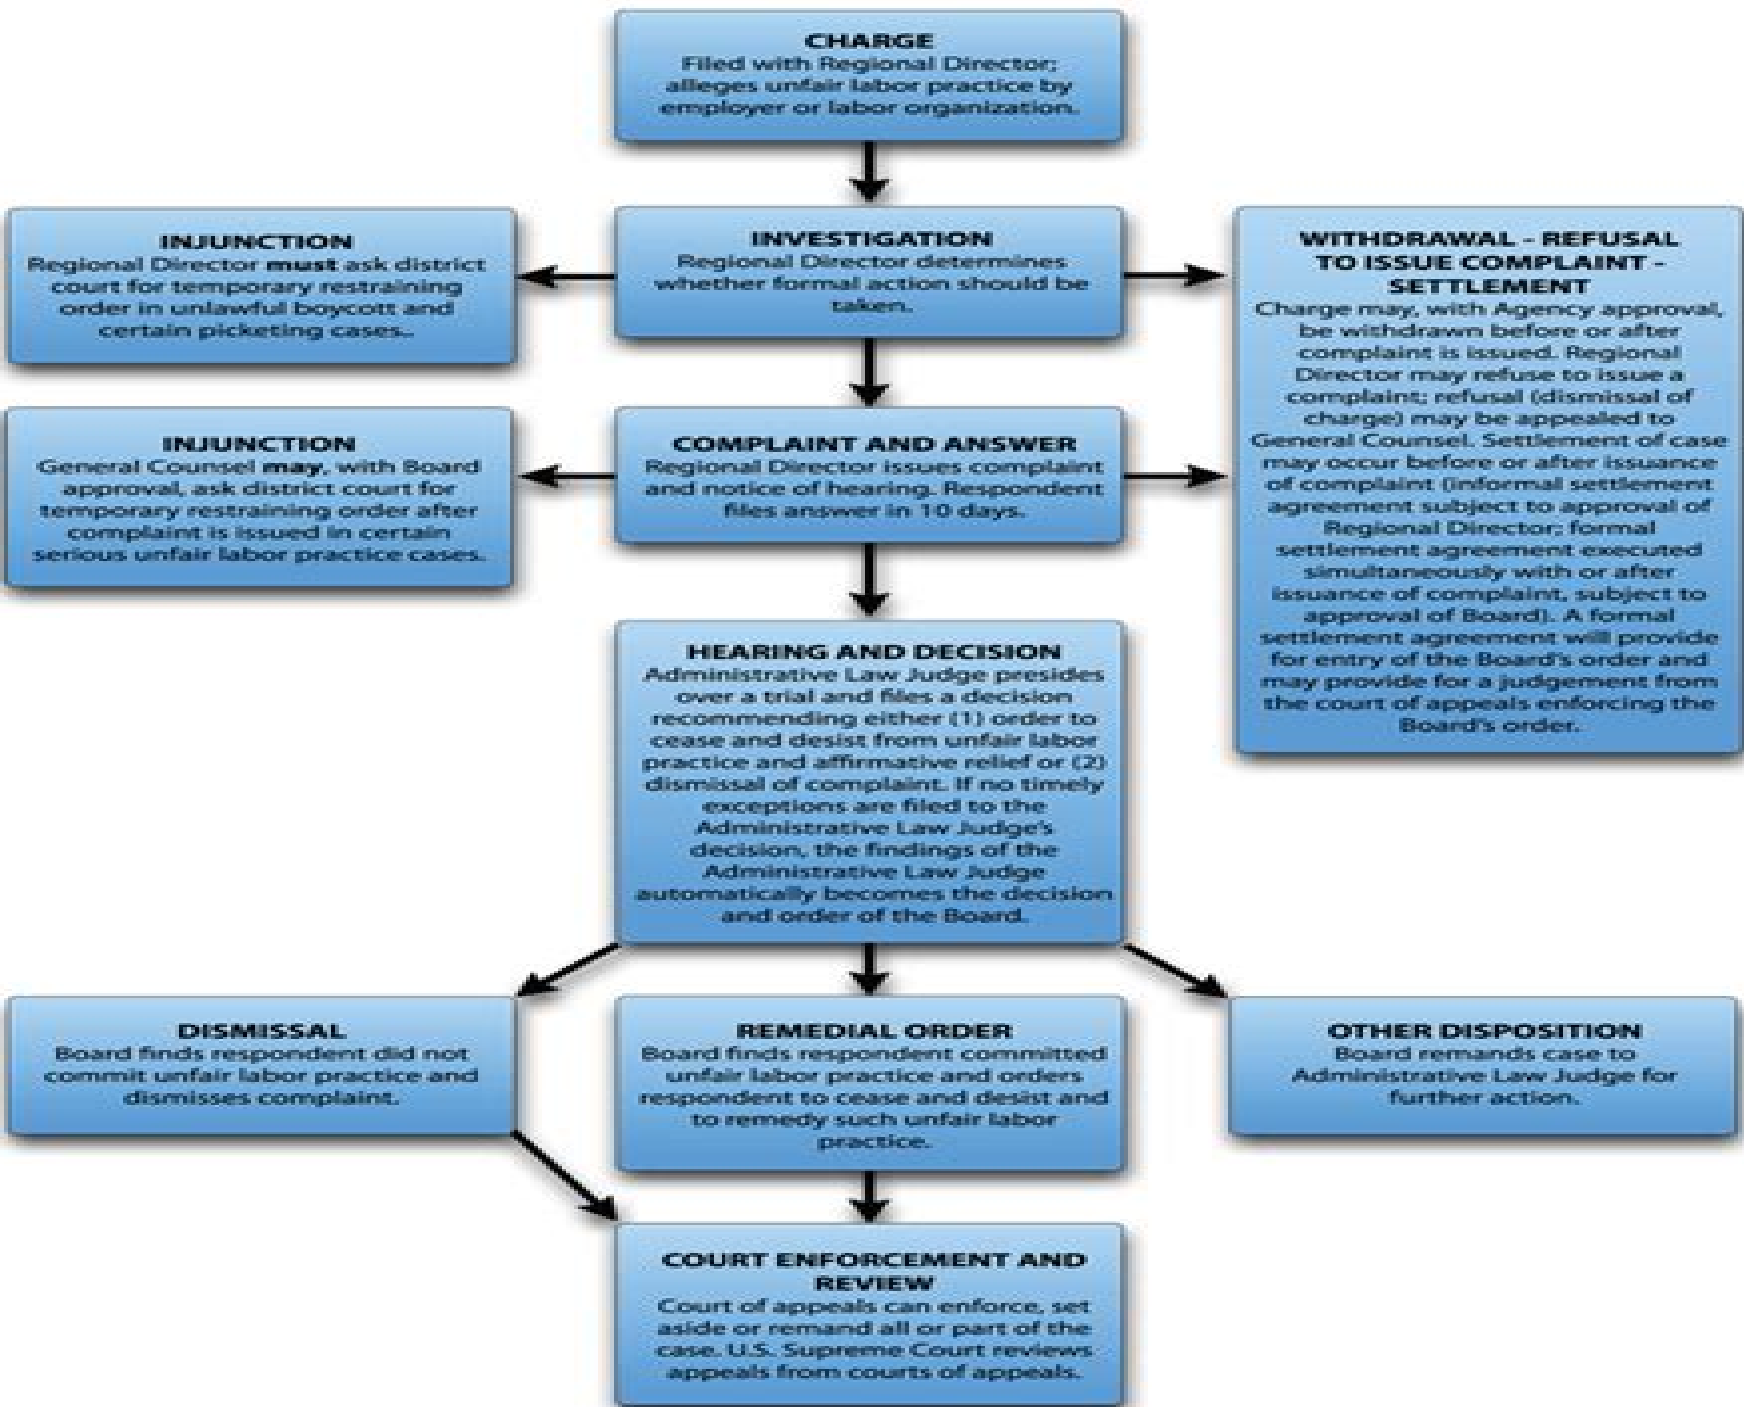 CHARGE
Filed with Regional Director;
alleges unfair labor practice by
employer or labor organization.
INJUNCTION
Regional Director must ask district
court for temporary restraining
order in unlawful boycott and
certain picketing cases..
INVESTIGATION
Regional Director determines
whether formal action should be
taken.
WITHDRAWAL - REFUSAL
TO ISSUE COMPLAINT -
SETTLEMENT
Charge may, with Agency approval,
be withdrawn before or after
complaint is issued. Regional
Director may refuse to issue a
complaint; refusal (dismissal of
charge) may be appealed to
General Counsel. Settlement of case
may occur before or after issuance
of complaint (informal settlement
agreement subject to approval of
Regional Director; formal
settlement agreement executed
simultaneously with or after
issuance of complaint, subject to
approval of Board). A formal
settlement agreement will provide
for entry of the Board's order and
may provide for a judgement from
the court of appeals enforcing the
Board's order.
INJUNCTION
General Counsel may, with Board
approval, ask district court for
temporary restraining order after
complaint is issued in certain
serious unfair labor practice cases.
COMPLAINT AND ANSWER
Regional Director issues complaint
and notice of hearing. Respondent
files answer in 10 days.
HEARING AND DECISION
Administrative Law Judge presides
over a trial and files a decision
recommending either (1) order to
cease and desist from unfair labor
practice and affirmative relief or (2)
dismissal of complaint. If no timely
exceptions are filed to the
Administrative Law Judge's
decision, the findings of the
Administrative Law Judge
automatically becomes the decision
and order of the Board.
DISMISSAL
Board finds respondent did not
commit unfair labor practice and
dismisses complaint.
REMEDIAL ORDER
Board finds respondent committed
unfair labor practice and orders
respondent to cease and desist and
to remedy such unfair labor
practice.
OTHER DISPOSITION
Board remands case to
Administrative Law Judge for
further action.
COURT ENFORCEMENT AND
REVIEW
Court of appeals can enforce, set
aside or remand all or part of the
case. U.S. Supreme Court reviews
appeals from courts of appeals.